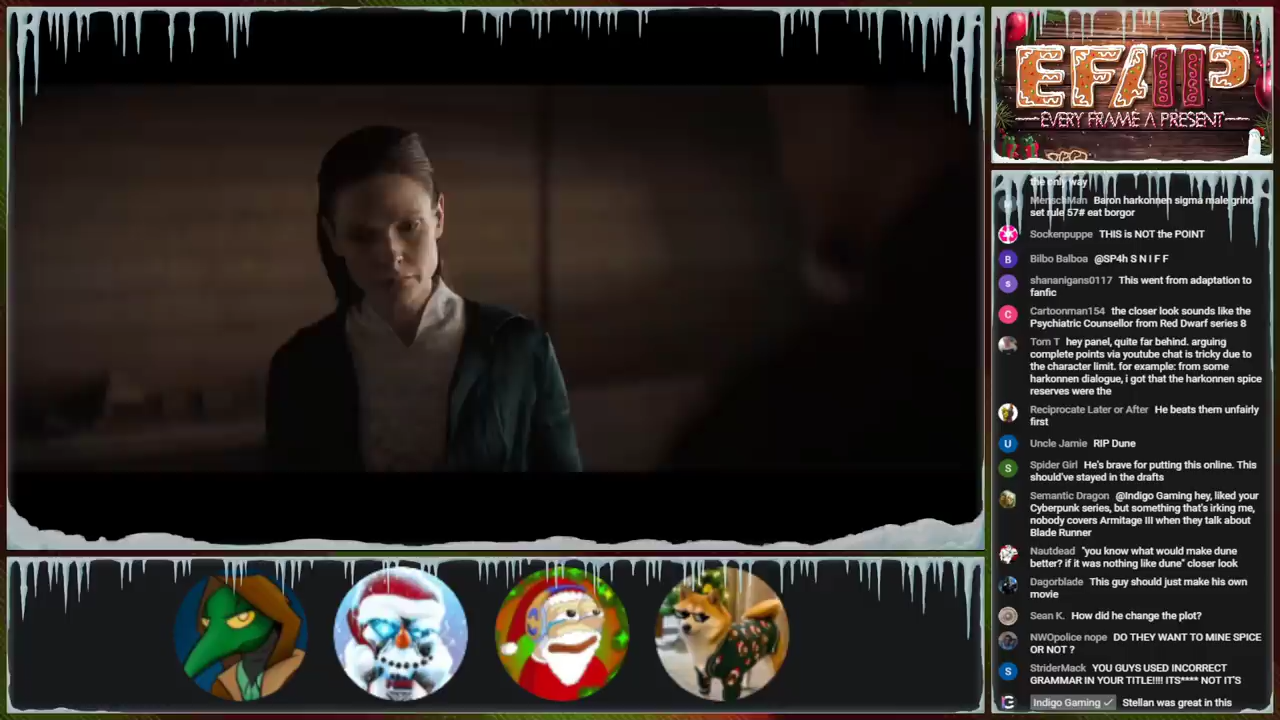 EFAP
EVERY FRAME A PRESENT
the only way
MenschMan Baron harkonnen sigma male grind
set rule 57# eat borgor
Sockenpuppe THIS is NOT the POINT
B
Bilbo Balboa @SP4h S N I F F
s
shananigans0117 This went from adaptation to
fanfic
C
Cartoonman154 the closer look sounds like the
Psychiatric Counsellor from Red Dwarf series 8
Tom T hey panel, quite far behind. arguing
complete points via youtube chat is tricky due to
the character limit. for example: from some
harkonnen dialogue, i got that the harkonnen spice
reserves were the
Reciprocate Later or After He beats them unfairly
first
U
Uncle Jamie RIP Dune
S
Spider Girl He's brave for putting this online. This
should've stayed in the drafts
Semantic Dragon @Indigo Gaming hey, liked your
Cyberpunk series, but something that's irking me,
nobody covers Armitage III when they talk about
Blade Runner
Nautdead "you know what would make dune
better? if it was nothing like dune" closer look
Dagorblade This guy should just make his own
movie
Sean K. How did he change the plot?
NWOpolice nope DO THEY WANT TO MINE SPICE
OR NOT ?
S
StriderMack YOU GUYS USED INCORRECT
GRAMMAR IN YOUR TITLE!!!! ITS**** NOT IT'S
Indigo Gaming ✓ Stellan was great in this